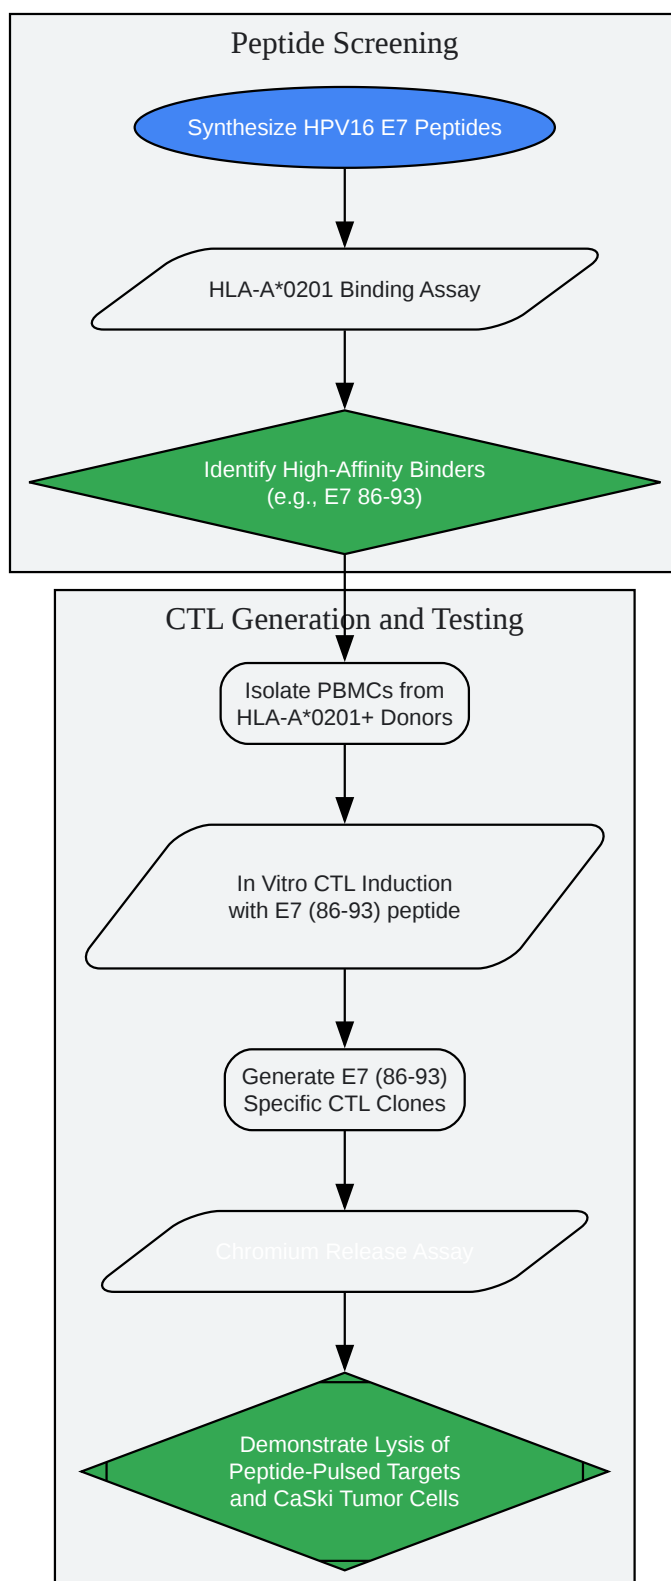 Peptide Screening
Synthesize HPV16 E7 Peptides
HLA-A*0201 Binding Assay
Identify High-Affinity Binders
(e.g., E7 86-93)
CTL Generation and Testing
Isolate PBMCs from
HLA-A*0201+ Donors
In Vitro CTL Induction
with E7 (86-93) peptide
Generate E7 (86-93)
Specific CTL Clones
Chromium Release Assay
Demonstrate Lysis of
Peptide-Pulsed Targets
and CaSki Tumor Cells